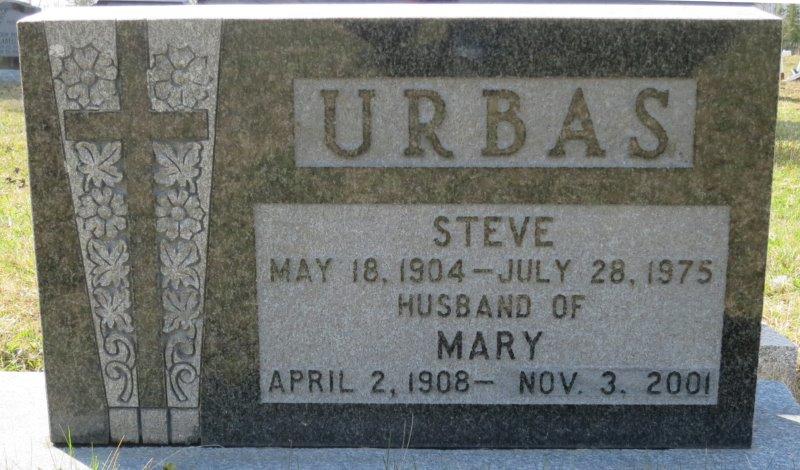 URBAS
STEVE
MAY 18, 1904 – JULY 28, 1975
HUSBAND OF
MARY
APRIL 2, 1908 – NOV. 3. 2001